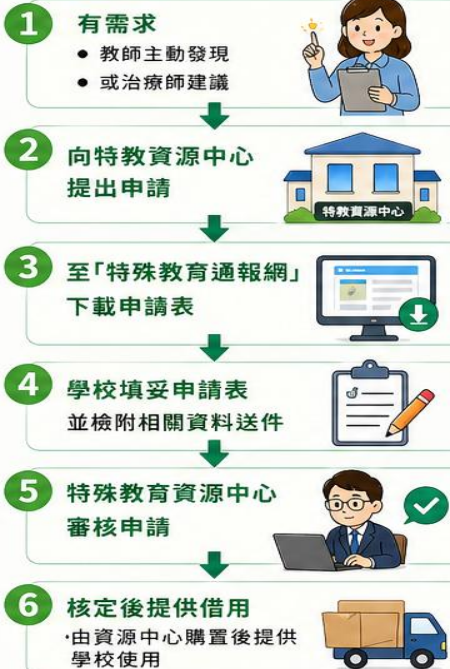 1 有需求
● 教師主動發現
● 或治療師建議
2 向特教資源中心
提出申請
特教資源中心
3 至「特殊教育通報網」
下載申請表
4 學校填妥申請表
並檢附相關資料送件
5 特殊教育資源中心
審核申請
6 核定後提供借用
·由資源中心購置後提供
學校使用